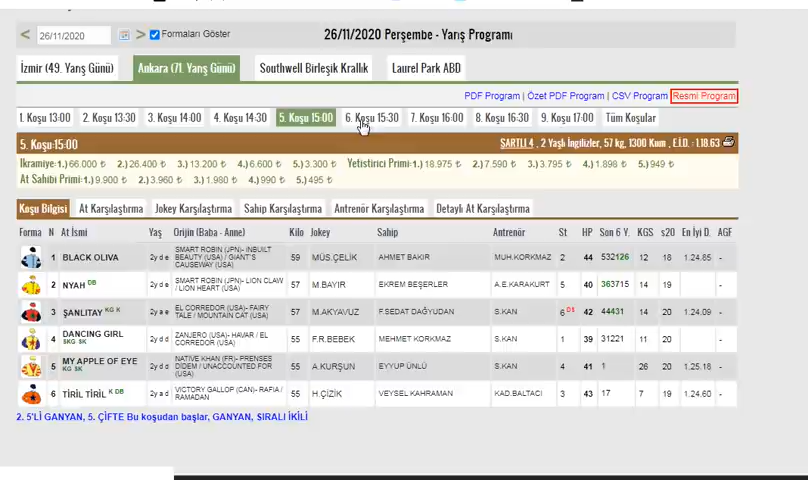 26/11/2020 Formaları Göster 26/11/2020 Perşembe - Yarış Programı
İzmir (49. Yarış Günü) Ankara (71. Yarış Günü) Southwell Birleşik Krallık Laurel Park ABD
PDF Program | Özet PDF Program | CSV Program Resmi Program
1. Koşu 13:00 2. Koşu 13:30 3. Koşu 14:00 4. Koşu 14:30 5. Koşu 15:00 6. Koşu 15:30 7. Koşu 16:00 8. Koşu 16:30 9. Koşu 17:00 Tüm Koşular
5. Koşu:15:00 ŞARTLI 4 , 2 Yaşlı İngilizler, 57 kg, 1300 Kum , E.İ.D. : 1.18.63
İkramiye: 1.) 66.000 ₺ 2.) 26.400 ₺ 3.) 13.200 ₺ 4.) 6.600 ₺ 5.) 3.300 ₺ Yetistirici Primi: 1.) 18.975 ₺ 2.) 7.590 ₺ 3.) 3.795 ₺ 4.) 1.898 ₺ 5.) 949 ₺
At Sahibi Primi: 1.) 9.900 ₺ 2.) 3.960 ₺ 3.) 1.980 ₺ 4.) 990 ₺ 5.) 495 ₺
Koşu Bilgisi At Karşılaştırma Jokey Karşılaştırma Sahip Karşılaştırma Antrenör Karşılaştırma Detaylı At Karşılaştırma
Forma N At İsmi Yaş Orijin (Baba - Anne) Kilo Jokey Sahip Antrenör St HP Son 6 Y. KGS s20 En İyi D. AGF
1 BLACK OLIVA 2y d e SMART ROBIN (JPN)- INBUILT BEAUTY (USA) / GIANT'S CAUSEWAY (USA) 59 MÜS.ÇELİK AHMET BAKIR MUH.KORKMAZ 2 44 532126 12 18 1.24.85 -
2 NYAH DB 2y d e SMART ROBIN (JPN)- LION CLAW / LION HEART (USA) 57 M.BAYIR EKREM BEŞERLER A.E.KARAKURT 5 40 363715 14 19 -
3 ŞANLITAY KG K 2y a e EL CORREDOR (USA)- FAIRY TALE / MOUNTAIN CAT (USA) 57 M.AKYAVUZ F.SEDAT DAĞYUDAN S.KAN 6 DS 42 44431 14 20 1.24.09 -
4 DANCING GIRL SKG SK 2y d d ZANJERO (USA)- HAVAR / EL CORREDOR (USA) 55 F.R.BEBEK MEHMET KORKMAZ S.KAN 1 39 31221 11 20 -
5 MY APPLE OF EYE KG SK 2y a d NATIVE KHAN (FR)- PRENSES DİDEM / UNACCOUNTED FOR (USA) 55 A.KURŞUN EYYUP ÜNLÜ S.KAN 4 41 1 26 20 1.25.18 -
6 TİRİL TİRİL K DB 2y a d VICTORY GALLOP (CAN)- RAFIA / RAMADAN 55 H.ÇİZİK VEYSEL KAHRAMAN KAD.BALTACI 3 43 17 7 19 1.24.60 -
2. 5'Lİ GANYAN, 5. ÇİFTE Bu koşudan başlar, GANYAN, SIRALI İKİLİ